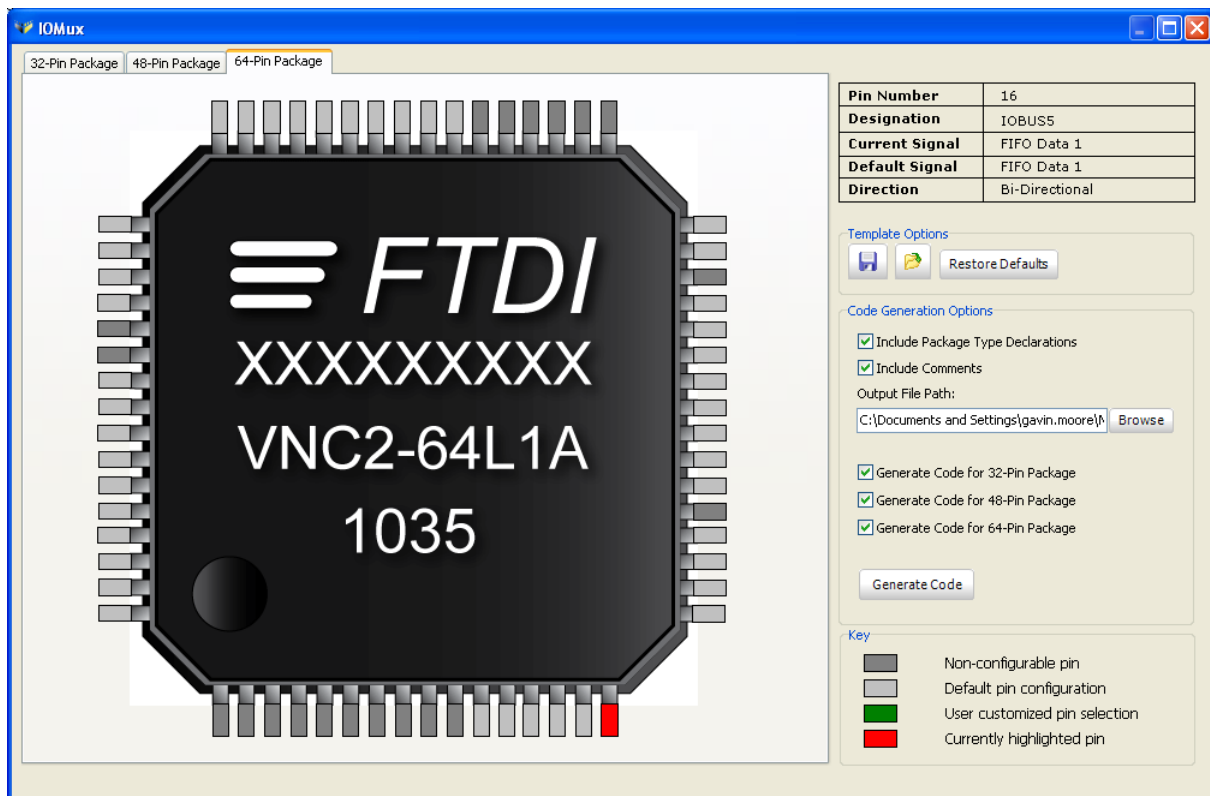 IOMux
32-Pin Package 48-Pin Package 64-Pin Package
FTDI
XXXXXXXXX
VNC2-64L1A
1035
Pin Number 16
Designation IOBUS5
Current Signal FIFO Data 1
Default Signal FIFO Data 1
Direction Bi-Directional
Template Options
Restore Defaults
Code Generation Options
Include Package Type Declarations
Include Comments
Output File Path:
C:\Documents and Settings\gavin.moore\ Browse
Generate Code for 32-Pin Package
Generate Code for 48-Pin Package
Generate Code for 64-Pin Package
Generate Code
Key
Non-configurable pin
Default pin configuration
User customized pin selection
Currently highlighted pin